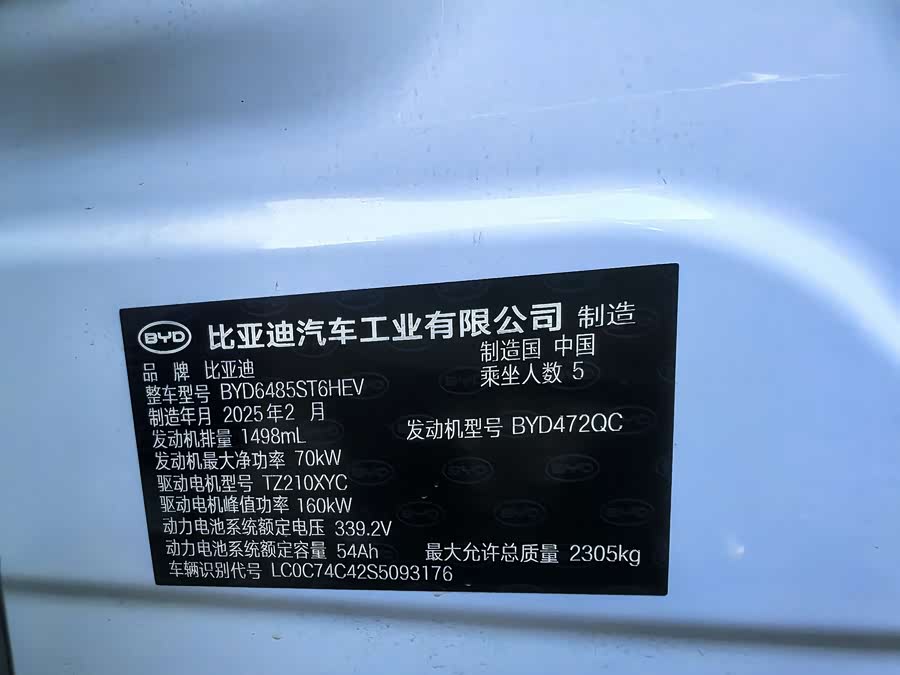 BYD 比亚迪汽车工业有限公司 制造
制造国 中国
品 牌 比亚迪
乘坐人数 5
整车型号 BYD6485ST6HEV
制造年月 2025年2 月
发动机排量 1498mL
发动机型号 BYD472QC
发动机最大净功率 70kW
驱动电机型号 TZ210XYC
驱动电机峰值功率 160kW
动力电池系统额定电压 339.2V
动力电池系统额定容量 54Ah
最大允许总质量 2305kg
车辆识别代号 LC0C74C42S5093176